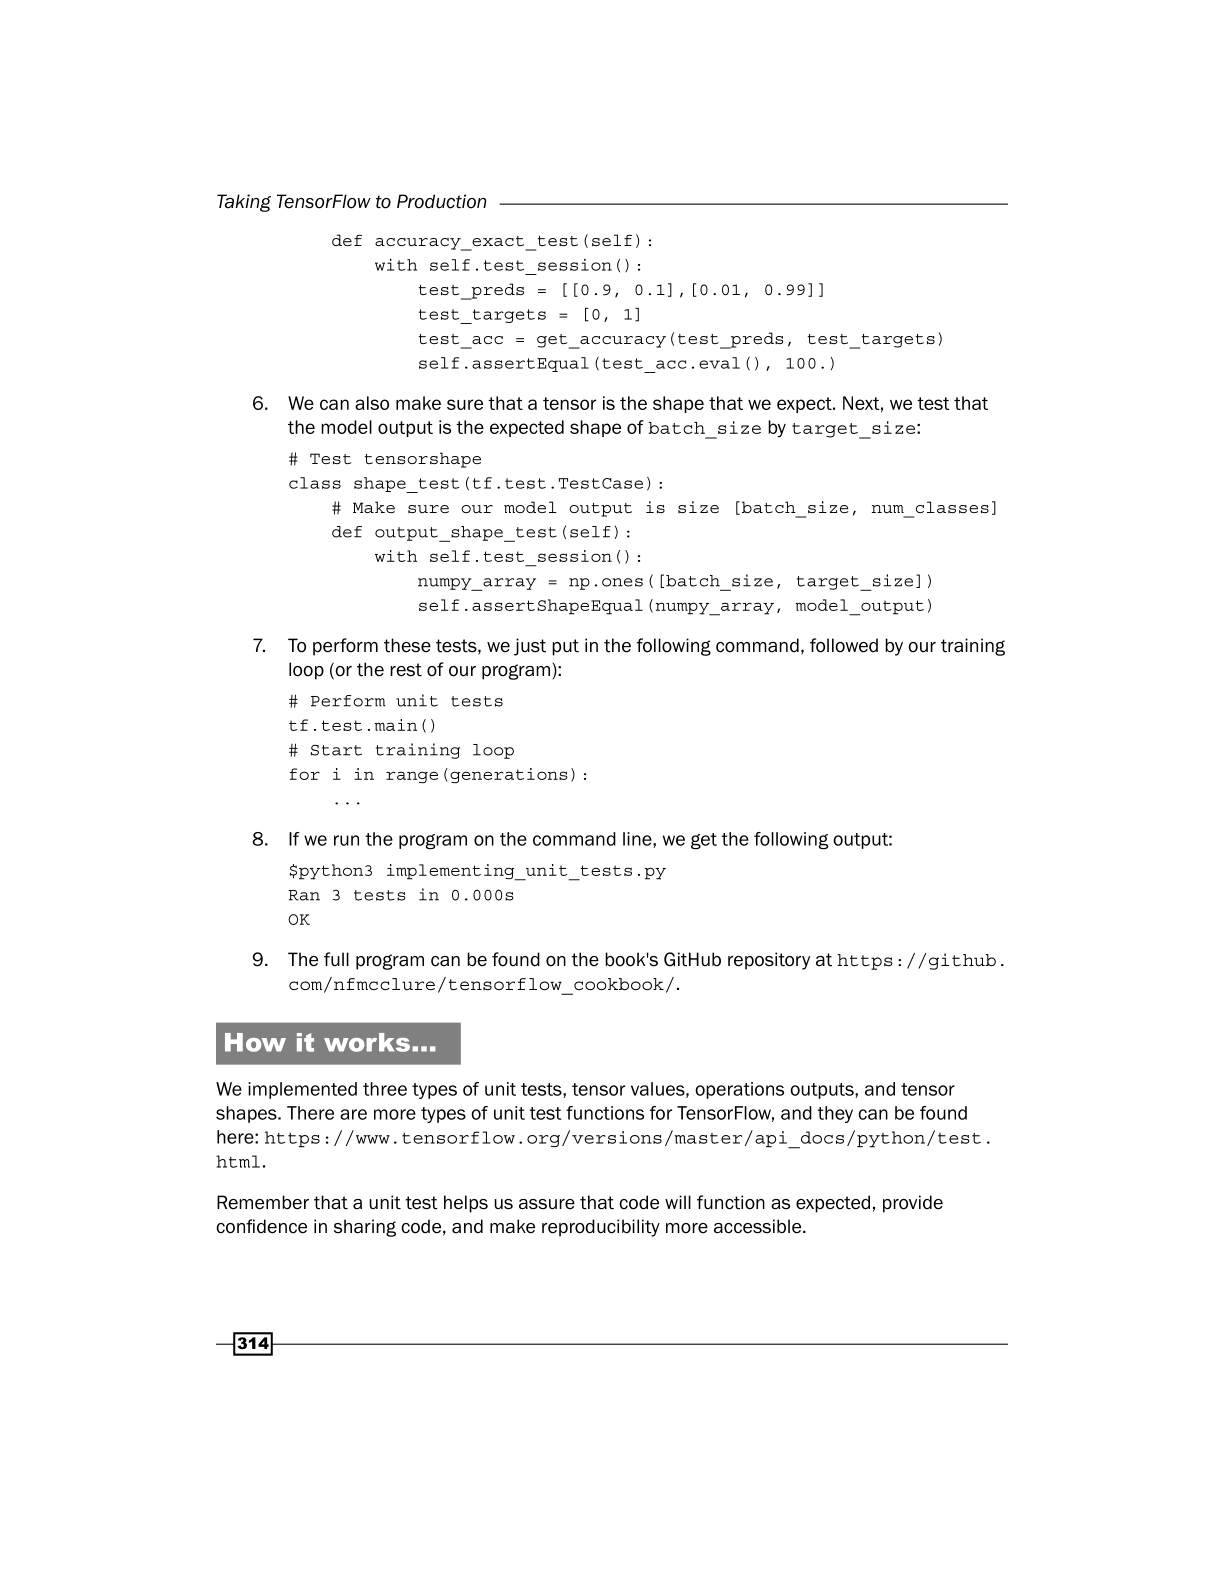 Taking TensorFlow to Production
    def accuracy_exact_test(self):
        with self.test_session():
            test_preds = [[0.9, 0.1],[0.01, 0.99]]
            test_targets = [0, 1]
            test_acc = get_accuracy(test_preds, test_targets)
            self.assertEqual(test_acc.eval(), 100.)
6. We can also make sure that a tensor is the shape that we expect. Next, we test that
the model output is the expected shape of batch_size by target_size:
# Test tensorshape
class shape_test(tf.test.TestCase):
    # Make sure our model output is size [batch_size, num_classes]
    def output_shape_test(self):
        with self.test_session():
            numpy_array = np.ones([batch_size, target_size])
            self.assertShapeEqual(numpy_array, model_output)
7. To perform these tests, we just put in the following command, followed by our training
loop (or the rest of our program):
# Perform unit tests
tf.test.main()
# Start training loop
for i in range(generations):
    ...
8. If we run the program on the command line, we get the following output:
$python3 implementing_unit_tests.py
Ran 3 tests in 0.000s
OK
9. The full program can be found on the book's GitHub repository at https://github.
com/nfmcclure/tensorflow_cookbook/.
How it works...
We implemented three types of unit tests, tensor values, operations outputs, and tensor
shapes. There are more types of unit test functions for TensorFlow, and they can be found
here: https://www.tensorflow.org/versions/master/api_docs/python/test.
html.
Remember that a unit test helps us assure that code will function as expected, provide
confidence in sharing code, and make reproducibility more accessible.
314